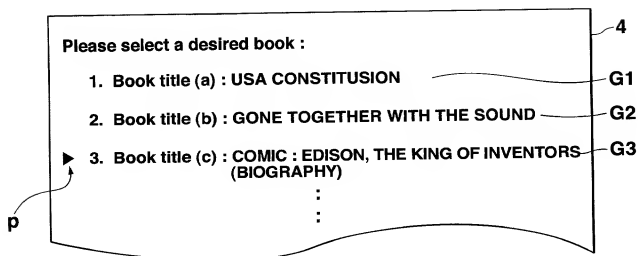 4
Please select a desired book :
1. Book title (a) : USA CONSTITUSION G1
2. Book title (b) : GONE TOGETHER WITH THE SOUND G2
▶ 3. Book title (c) : COMIC : EDISON, THE KING OF INVENTORS G3
(BIOGRAPHY)
:
:
p